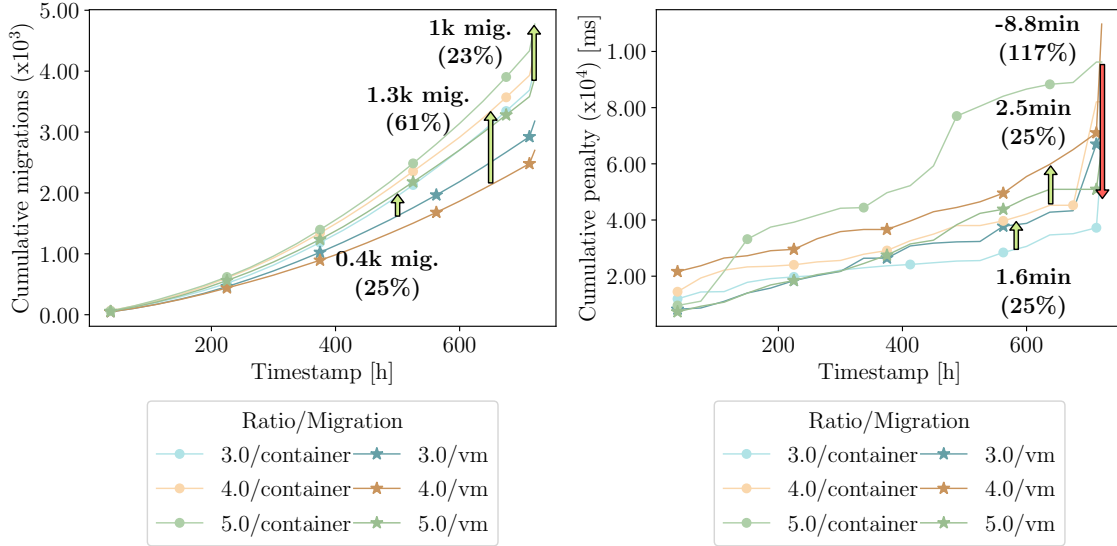 5.00
4.00
3.00
2.00
1.00
0.00
Cumulative migrations (x10³)
1k mig.
(23%)
1.3k mig.
(61%)
0.4k mig.
(25%)
200
400
600
Timestamp [h]
Ratio/Migration
3.0/container
3.0/vm
4.0/container
4.0/vm
5.0/container
5.0/vm
1.00
8.00
6.00
4.00
2.00
Cumulative penalty (x10⁴) [ms]
-8.8min
(117%)
2.5min
(25%)
1.6min
(25%)
200
400
600
Timestamp [h]
Ratio/Migration
3.0/container
3.0/vm
4.0/container
4.0/vm
5.0/container
5.0/vm